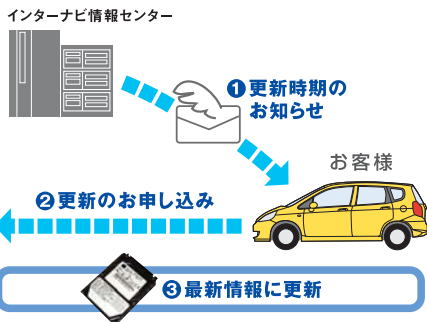 インターナビ情報センター
❶更新時期の
お知らせ
お客様
❷更新のお申し込み
❸最新情報に更新